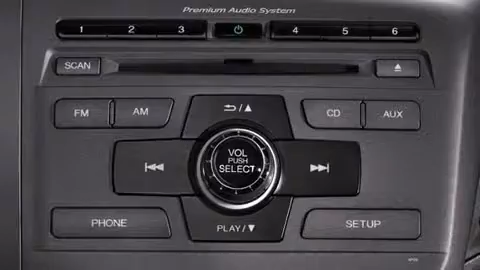 Premium Audio System
1 2 3 4 5 6
SCAN
FM AM CD AUX
VOL
PUSH
SELECT
PHONE PLAY/▼ SETUP